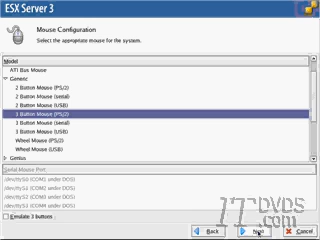 ESX Server 3
Mouse Configuration
Select the appropriate mouse for the system.
Model
ATI Bus Mouse
Generic
2 Button Mouse (PS/2)
2 Button Mouse (serial)
2 Button Mouse (USB)
3 Button Mouse (PS/2)
3 Button Mouse (serial)
3 Button Mouse (USB)
Wheel Mouse (PS/2)
Wheel Mouse (USB)
Genius
Serial Mouse Port
/dev/ttyS0 (COM1 under DOS)
/dev/ttyS1 (COM2 under DOS)
/dev/ttyS2 (COM3 under DOS)
/dev/ttyS3 (COM4 under DOS)
Emulate 3 buttons
ITDVDS
.com
Back
Next
Cancel